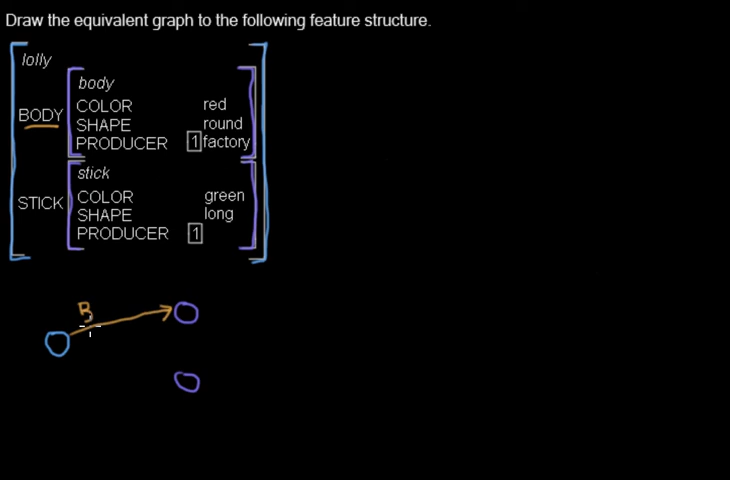 Draw the equivalent graph to the following feature structure.
lolly
BODY
body
COLOR red
SHAPE round
PRODUCER 1 factory
STICK
stick
COLOR green
SHAPE long
PRODUCER 1
B